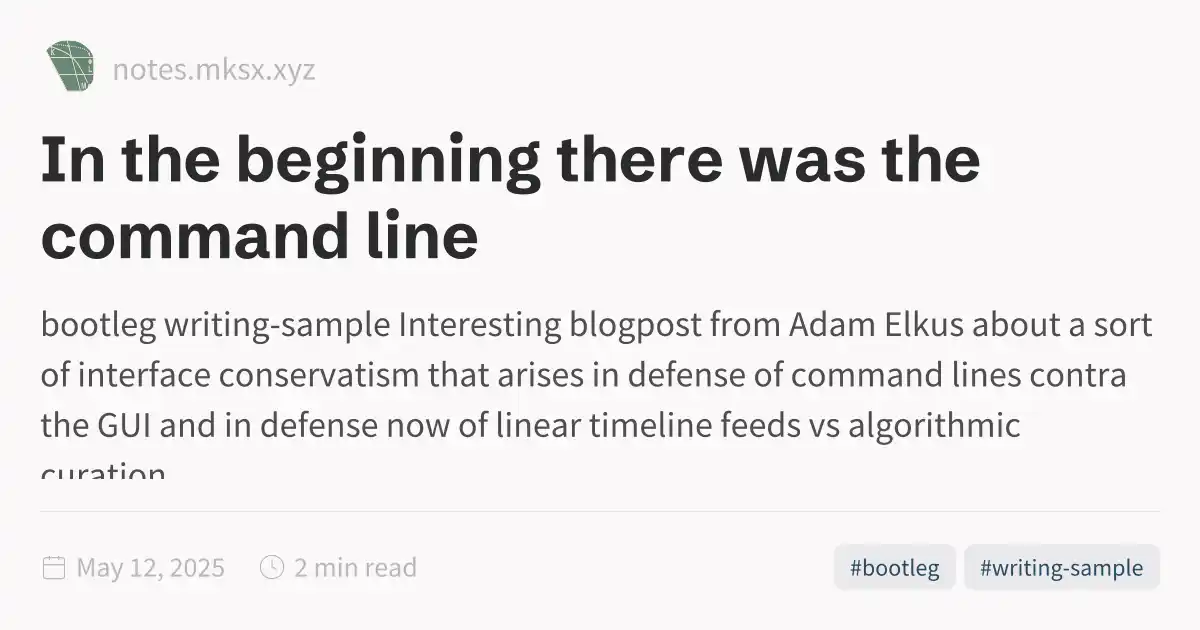 notes.mksx.xyz
In the beginning there was the
command line
bootleg writing-sample Interesting blogpost from Adam Elkus about a sort
of interface conservatism that arises in defense of command lines contra
the GUI and in defense now of linear timeline feeds vs algorithmic
curation
May 12, 2025
2 min read
#bootleg
#writing-sample